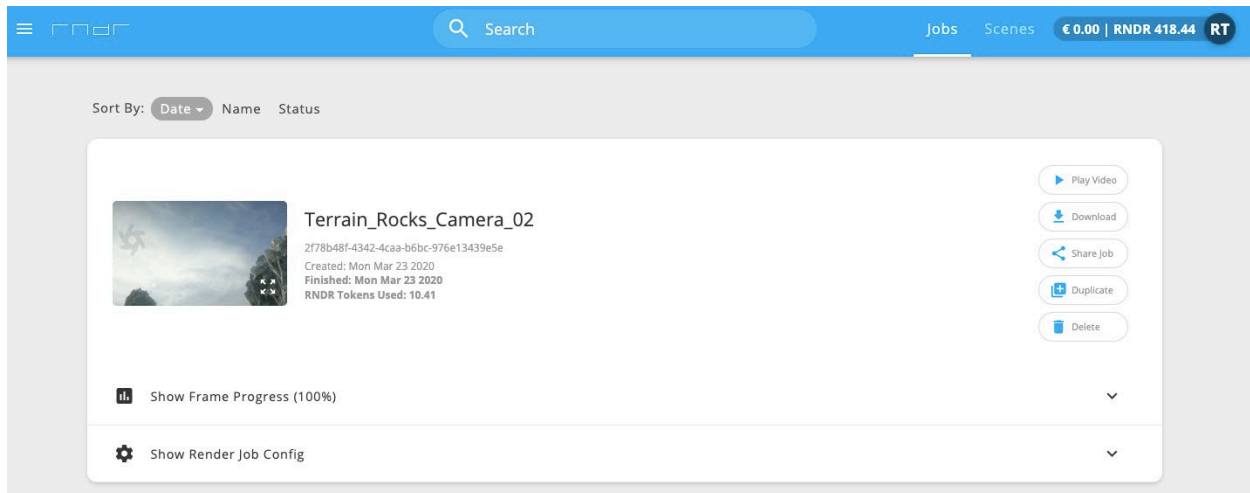 rndr
Search
Jobs
Scenes
€ 0.00 | RNDR 418.44
RT
Sort By: Date Name Status
Terrain_Rocks_Camera_02
2f78b48f-4342-4caa-b6bc-976e13439e5e
Created: Mon Mar 23 2020
Finished: Mon Mar 23 2020
RNDR Tokens Used: 10.41
Play Video
Download
Share Job
Duplicate
Delete
Show Frame Progress (100%)
Show Render Job Config